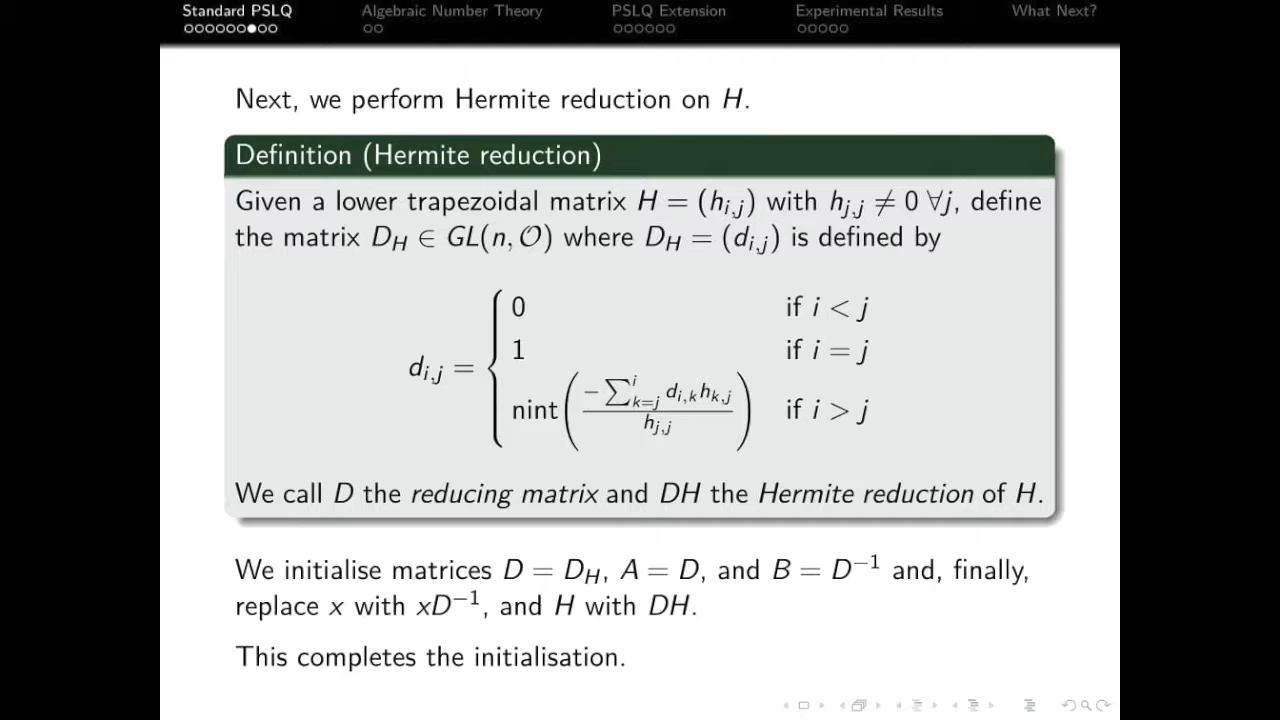 Standard PSLQ Algebraic Number Theory PSLQ Extension Experimental Results What Next?
Next, we perform Hermite reduction on H.
Definition (Hermite reduction)
Given a lower trapezoidal matrix H = (h_{i,j}) with h_{j,j} ≠ 0 ∀j, define
the matrix D_H ∈ GL(n, 𝒪) where D_H = (d_{i,j}) is defined by
d_{i,j} = { 0 if i < j
1 if i = j
nint( (−∑_{k=j}^{i} d_{i,k} h_{k,j}) / h_{j,j} ) if i > j
We call D the reducing matrix and DH the Hermite reduction of H.
We initialise matrices D = D_H, A = D, and B = D^{−1} and, finally,
replace x with xD^{−1}, and H with DH.
This completes the initialisation.